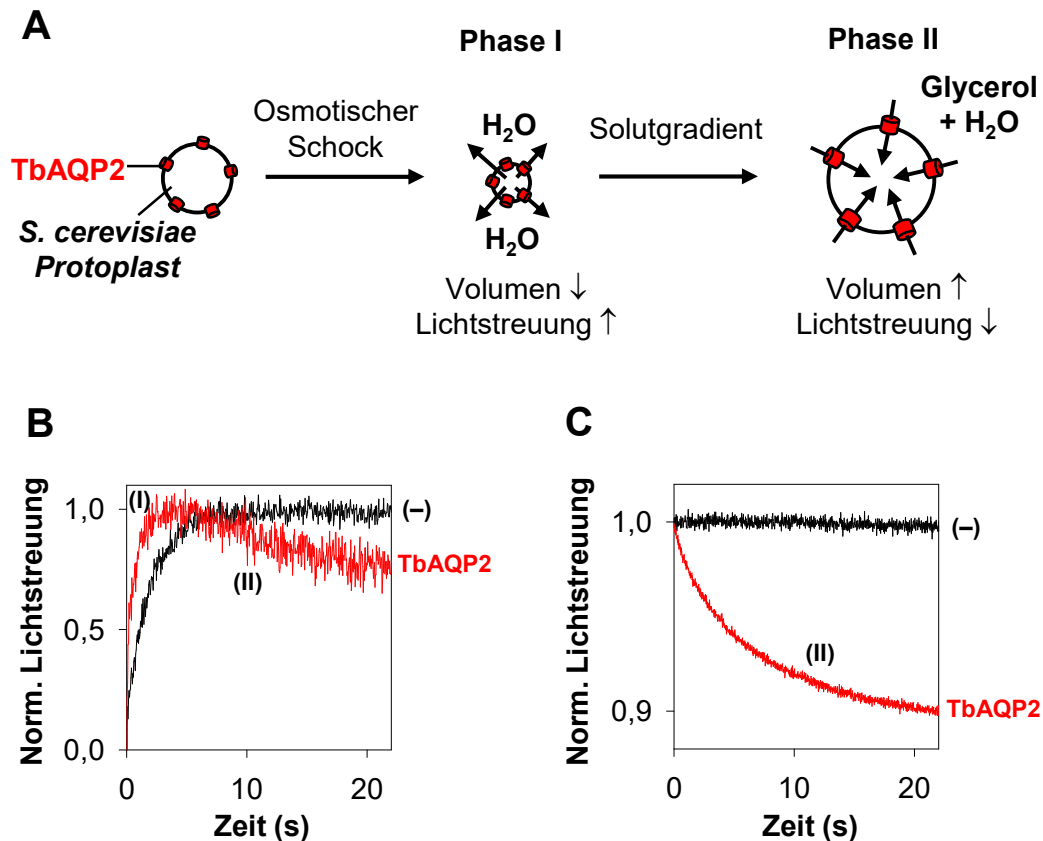 A
Phase I
Phase II
Osmotischer
Schock
Solutgradient
Glycerol
+ H₂O
H₂O
TbAQP2
S. cerevisiae
Protoplast
H₂O
Volumen ↓
Lichtstreuung ↑
Volumen ↑
Lichtstreuung ↓
B
Norm. Lichtstreuung
1,0
0,5
0,0
(I)
(II)
(–)
TbAQP2
0
10
20
Zeit (s)
C
Norm. Lichtstreuung
1,0
0,9
(II)
(–)
TbAQP2
0
10
20
Zeit (s)